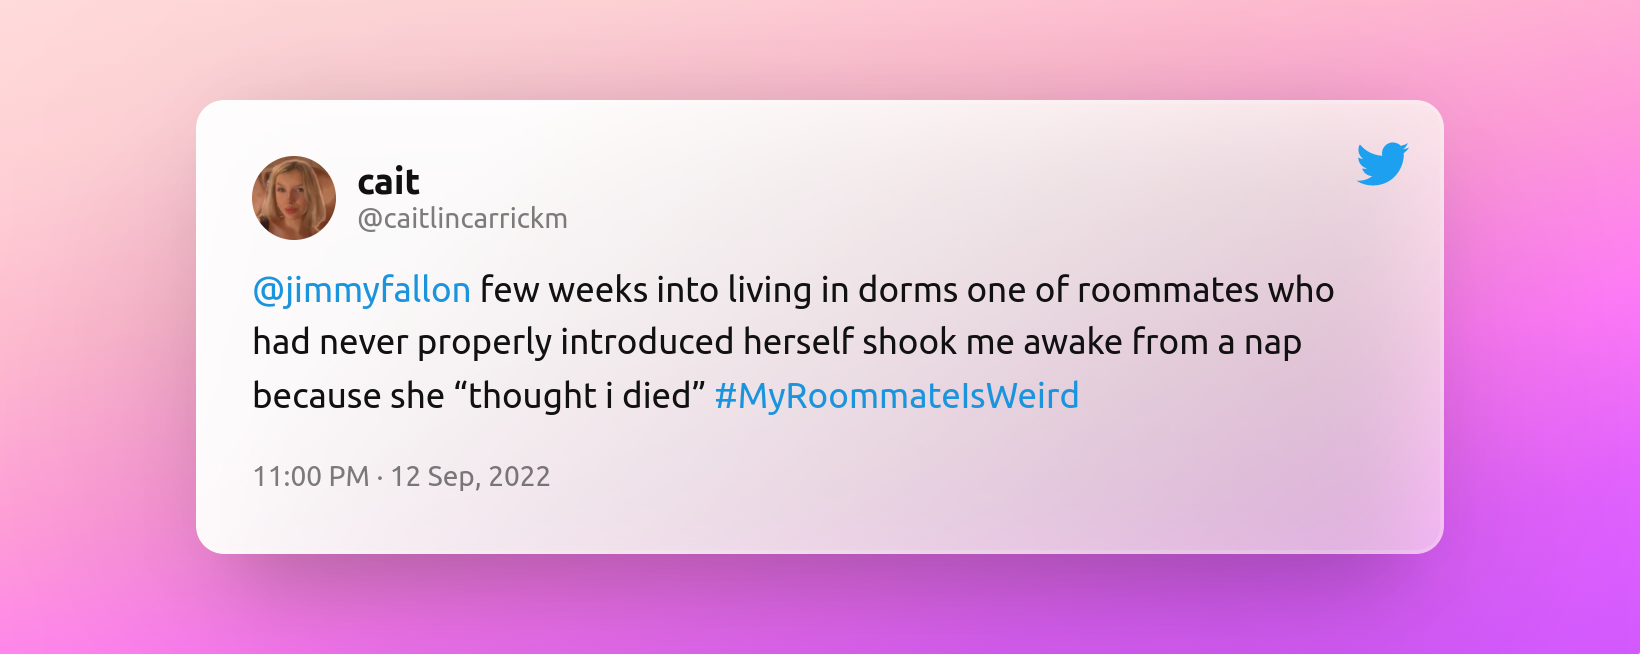 cait
@caitlincarrickm
@jimmyfallon few weeks into living in dorms one of roommates who
had never properly introduced herself shook me awake from a nap
because she “thought i died” #MyRoommateIsWeird
11:00 PM · 12 Sep, 2022